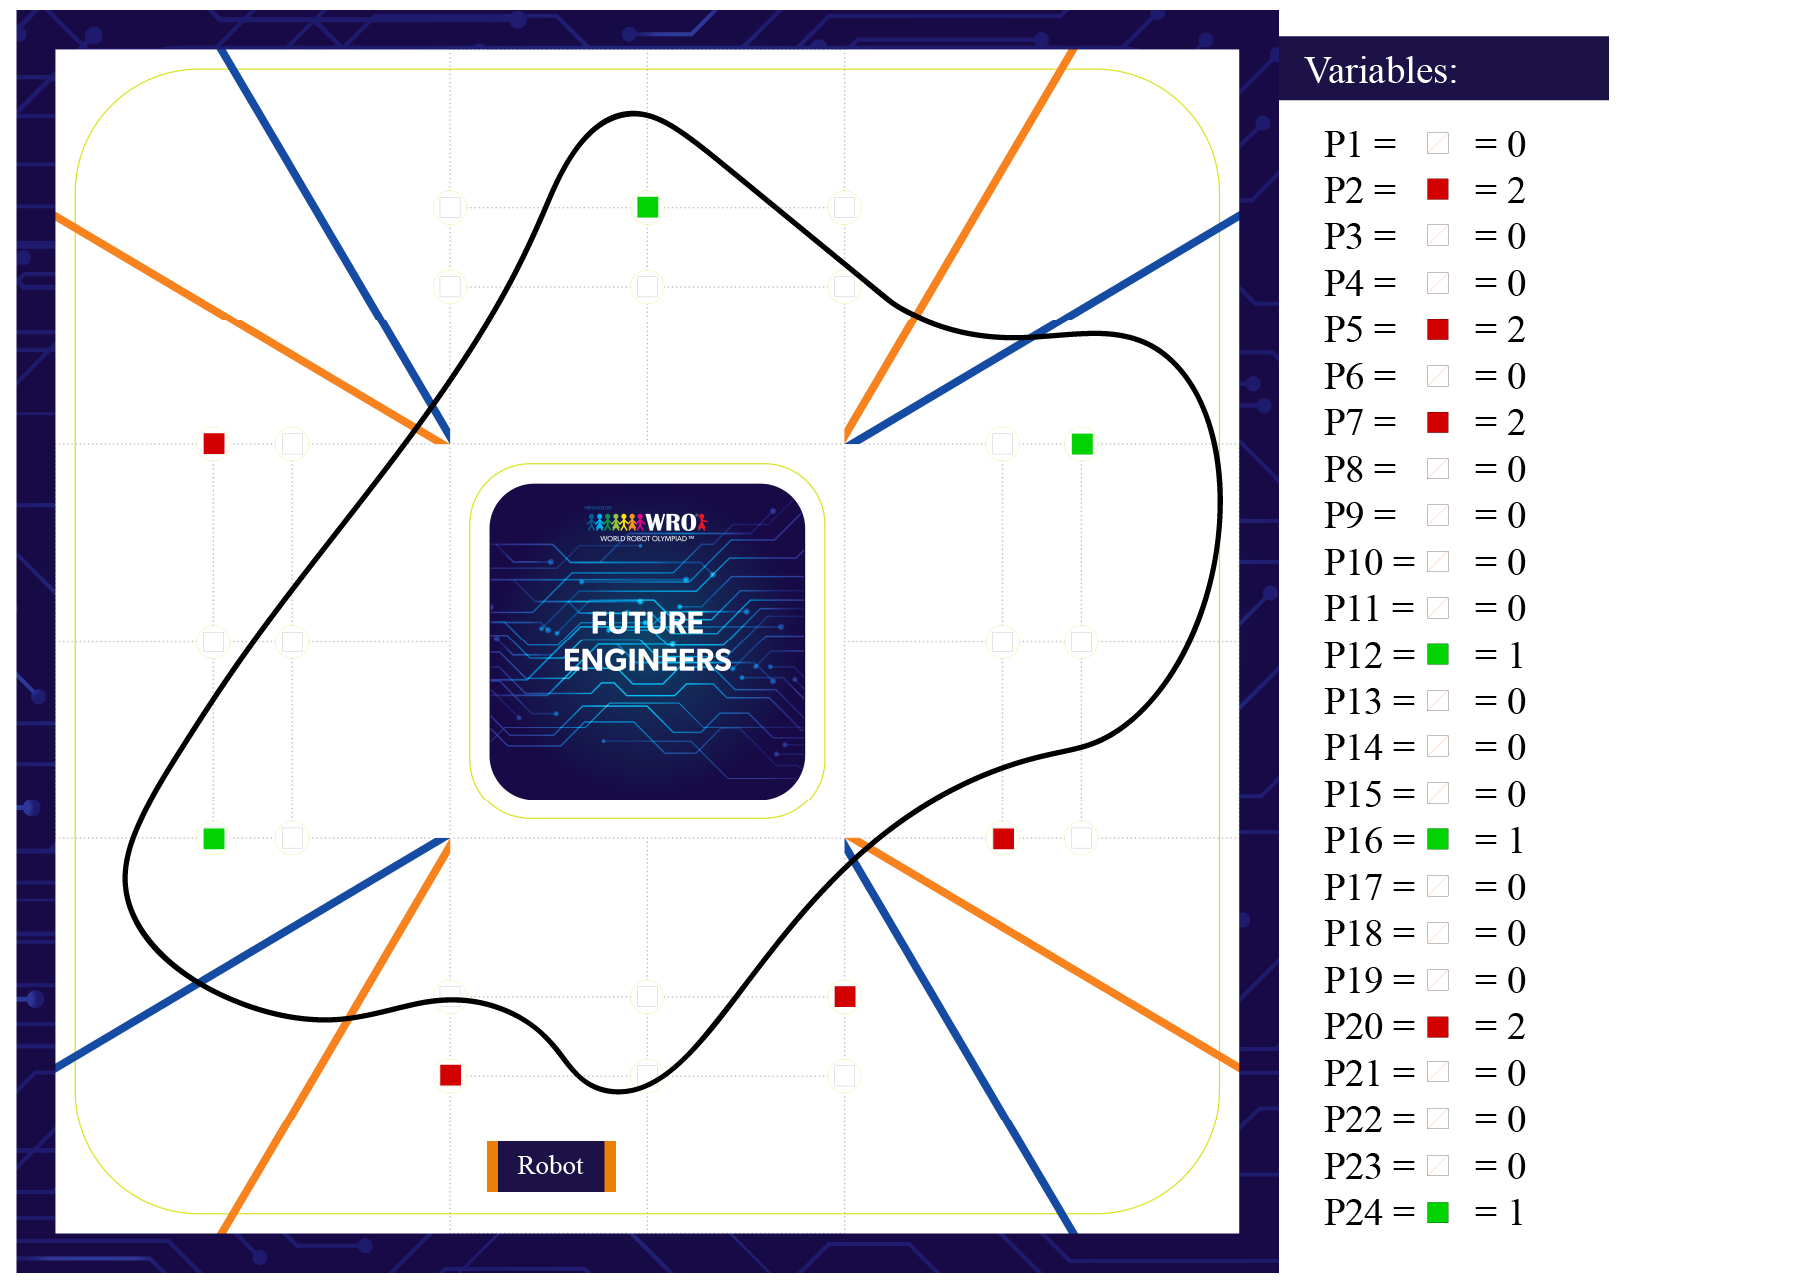 Variables:
P1 = = 0
P2 = = 2
P3 = = 0
P4 = = 0
P5 = = 2
P6 = = 0
P7 = = 2
P8 = = 0
P9 = = 0
P10 = = 0
P11 = = 0
P12 = = 1
P13 = = 0
P14 = = 0
P15 = = 0
P16 = = 1
P17 = = 0
P18 = = 0
P19 = = 0
P20 = = 2
P21 = = 0
P22 = = 0
P23 = = 0
P24 = = 1
WRO
WORLD ROBOT OLYMPIAD™
FUTURE
ENGINEERS
Robot